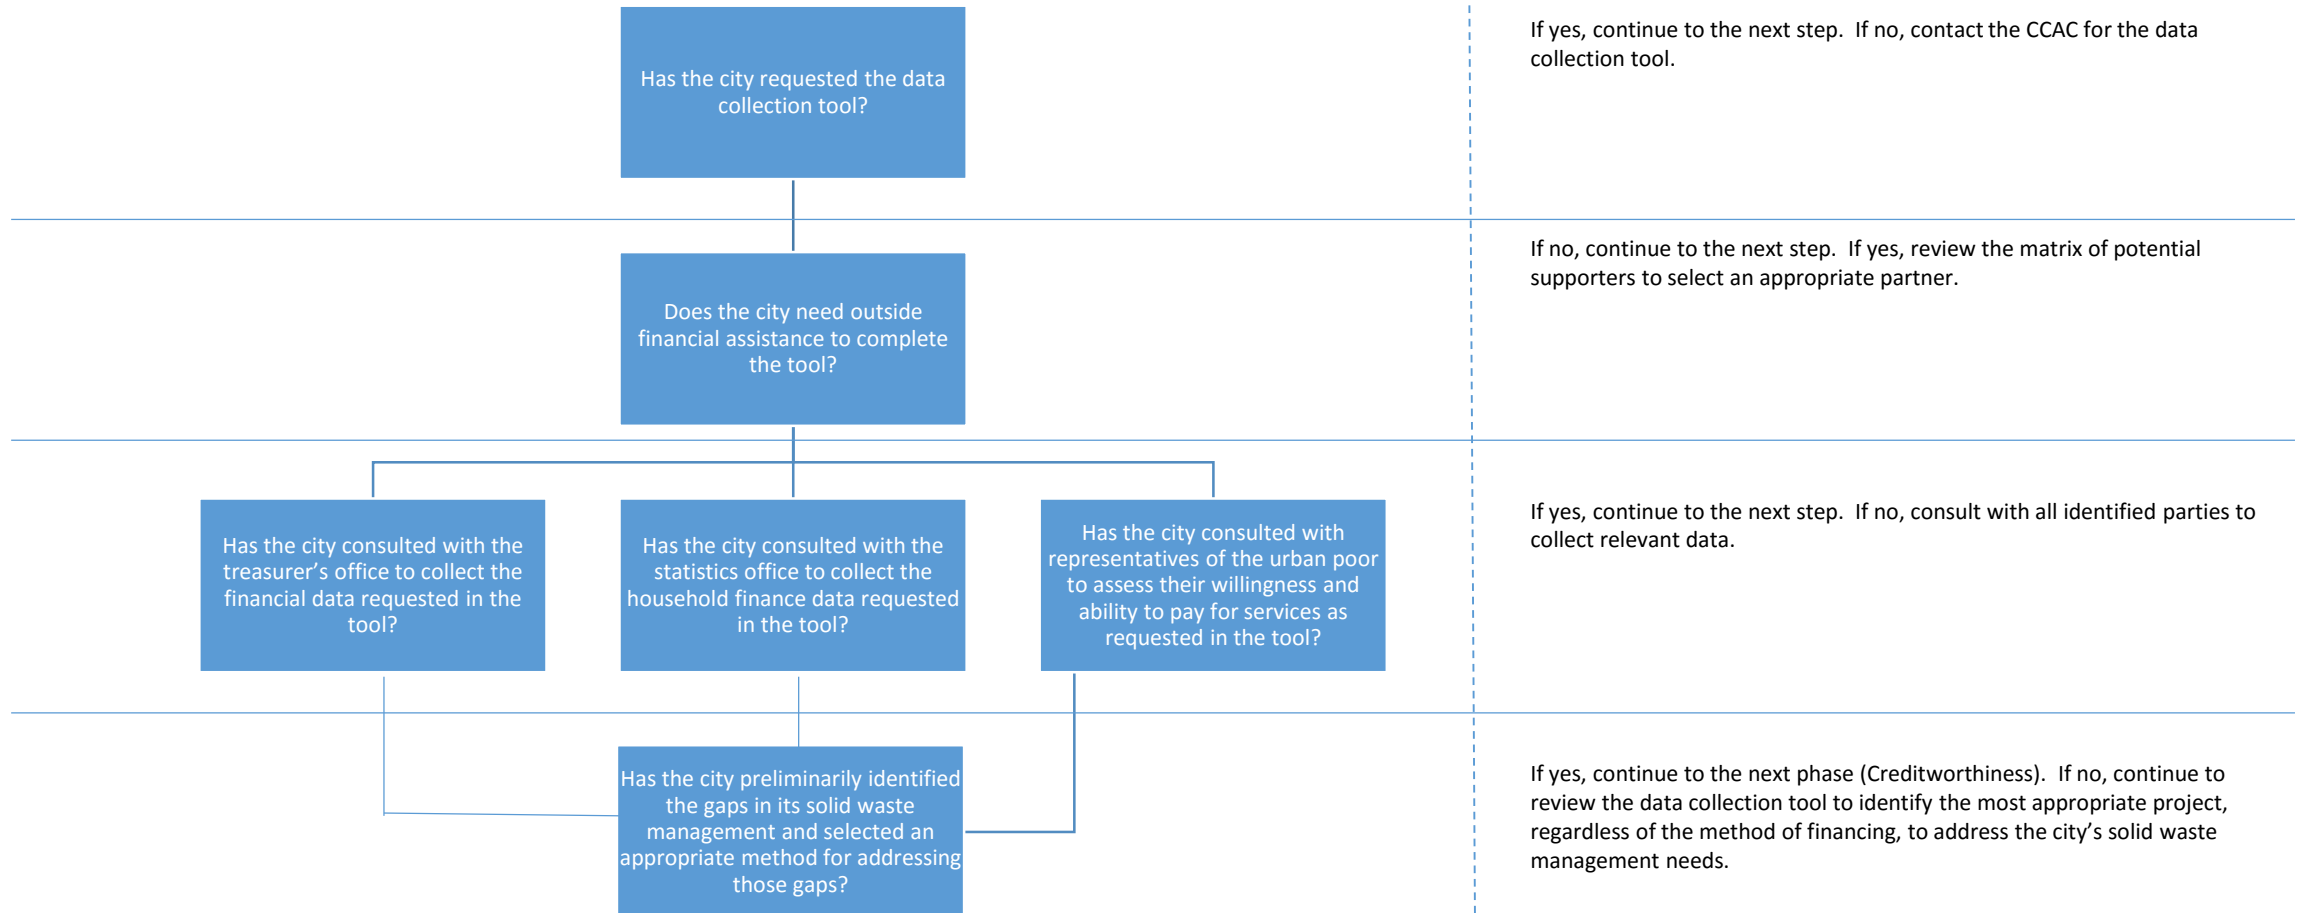 Has the city requested the data
collection tool?
If yes, continue to the next step.  If no, contact the CCAC for the data
collection tool.
Does the city need outside
financial assistance to complete
the tool?
If no, continue to the next step.  If yes, review the matrix of potential
supporters to select an appropriate partner.
Has the city consulted with the
treasurer’s office to collect the
financial data requested in the
tool?
Has the city consulted with the
statistics office to collect the
household finance data requested
in the tool?
Has the city consulted with
representatives of the urban poor
to assess their willingness and
ability to pay for services as
requested in the tool?
If yes, continue to the next step.  If no, consult with all identified parties to
collect relevant data.
Has the city preliminarily identified
the gaps in its solid waste
management and selected an
appropriate method for addressing
those gaps?
If yes, continue to the next phase (Creditworthiness).  If no, continue to
review the data collection tool to identify the most appropriate project,
regardless of the method of financing, to address the city’s solid waste
management needs.